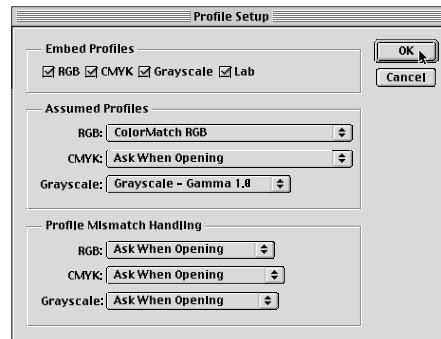 Profile Setup
Embed Profiles
RGB CMYK Grayscale Lab
OK
Cancel
Assumed Profiles
RGB: ColorMatch RGB
CMYK: Ask When Opening
Grayscale: Grayscale - Gamma 1.8
Profile Mismatch Handling
RGB: Ask When Opening
CMYK: Ask When Opening
Grayscale: Ask When Opening